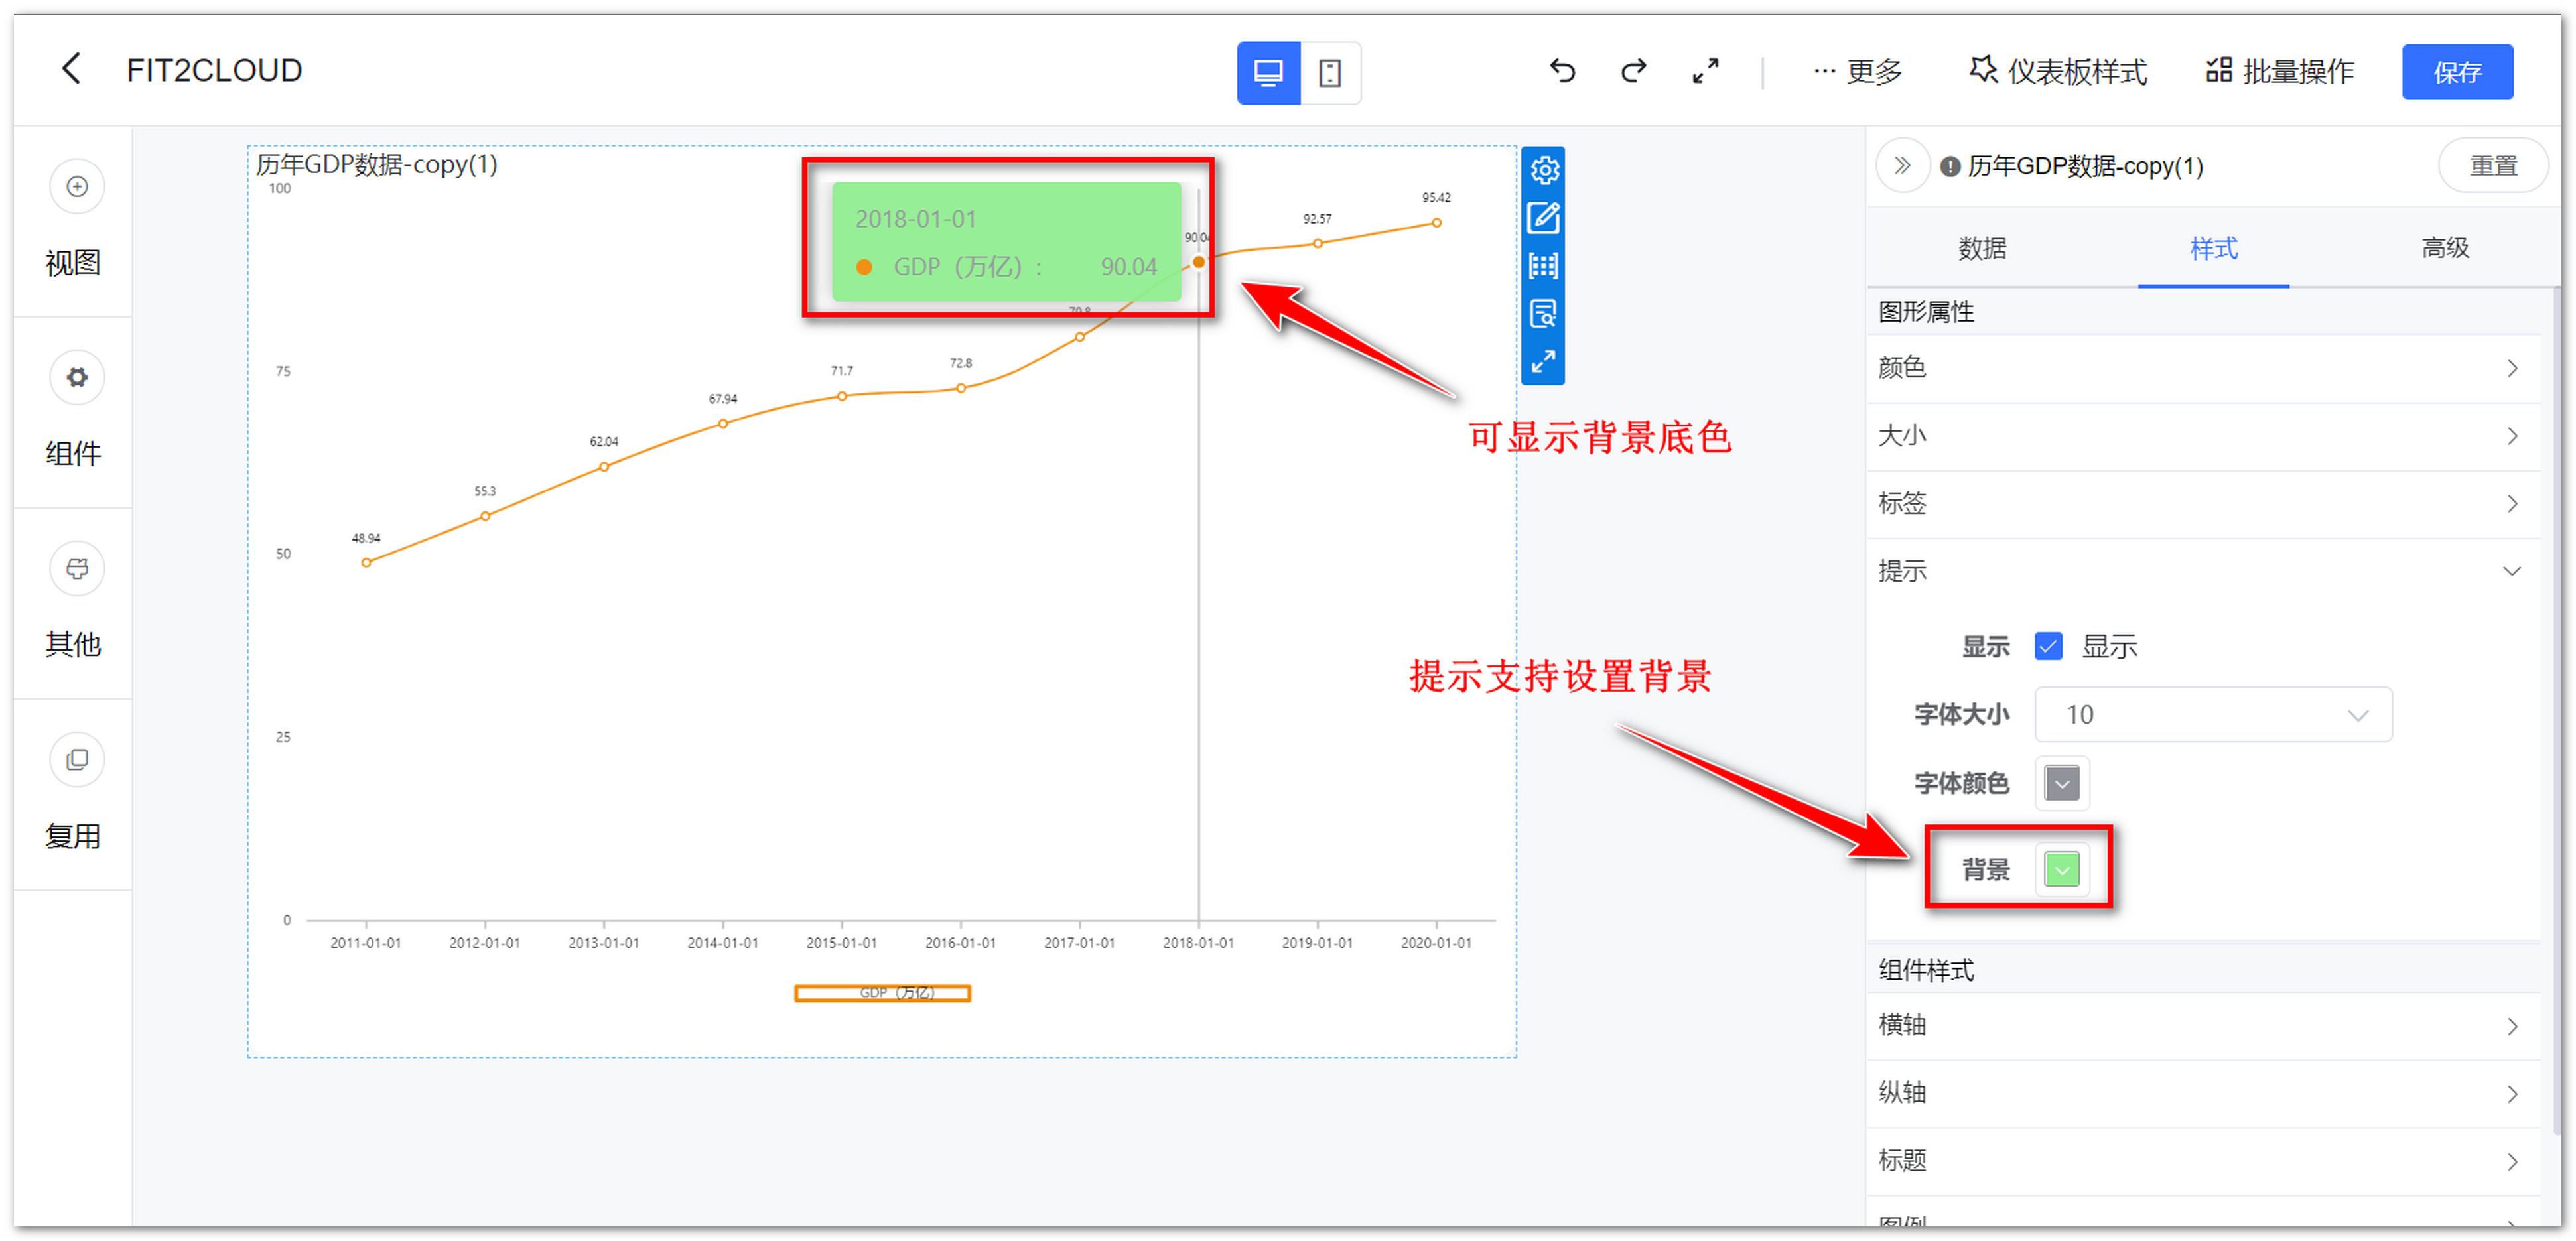 FIT2CLOUD
更多
仪表板样式
批量操作
保存
视图
组件
其他
复用
历年GDP数据-copy(1)
100
75
50
25
0
2018-01-01
GDP（万亿）： 90.04
48.94
55.3
62.04
67.94
71.7
72.8
79.8
90.04
92.57
95.42
2011-01-01
2012-01-01
2013-01-01
2014-01-01
2015-01-01
2016-01-01
2017-01-01
2018-01-01
2019-01-01
2020-01-01
GDP（万亿）
可显示背景底色
提示支持设置背景
历年GDP数据-copy(1)
重置
数据
样式
高级
图形属性
颜色
大小
标签
提示
显示 显示
字体大小 10
字体颜色
背景
组件样式
横轴
纵轴
标题
图例